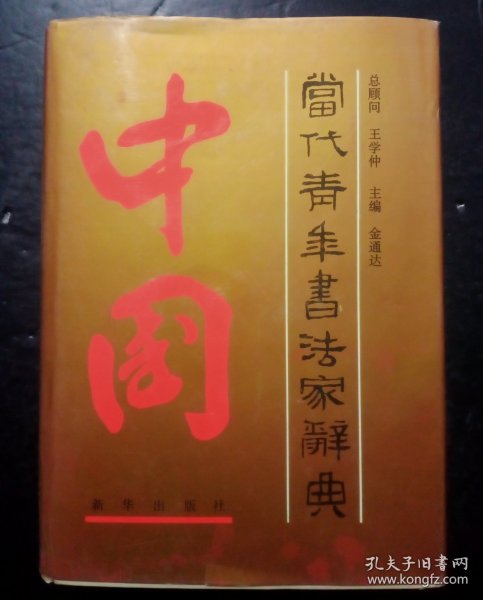 中国
當代青年書法家辭典
总顾问 王学仲 主编 金通达
新华出版社
孔夫子旧书网
www.kongfz.com